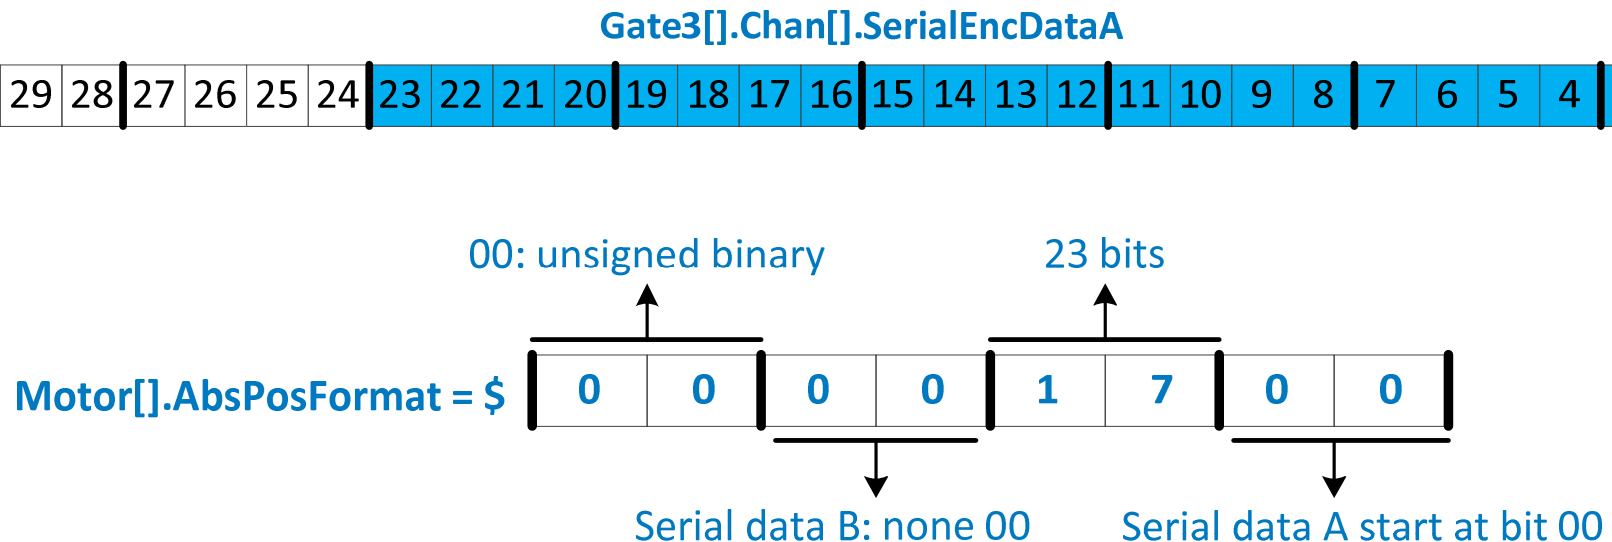 Gate3[].Chan[].SerialEncDataA
29 28 27 26 25 24 23 22 21 20 19 18 17 16 15 14 13 12 11 10 9 8 7 6 5 4
00: unsigned binary 23 bits
Motor[].AbsPosFormat = $ 0 0 0 0 1 7 0 0
Serial data B: none 00 Serial data A start at bit 00